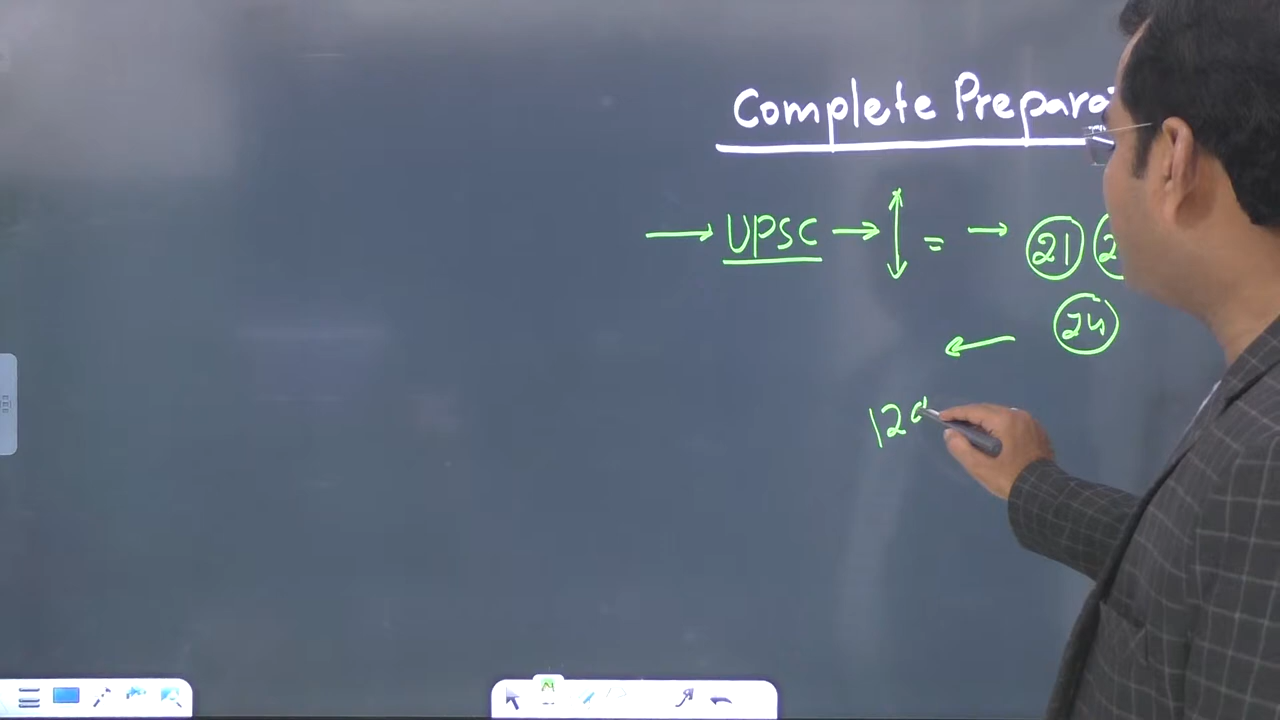 Complete Prepara
→ UPSC → = → 21 2
← 24
12